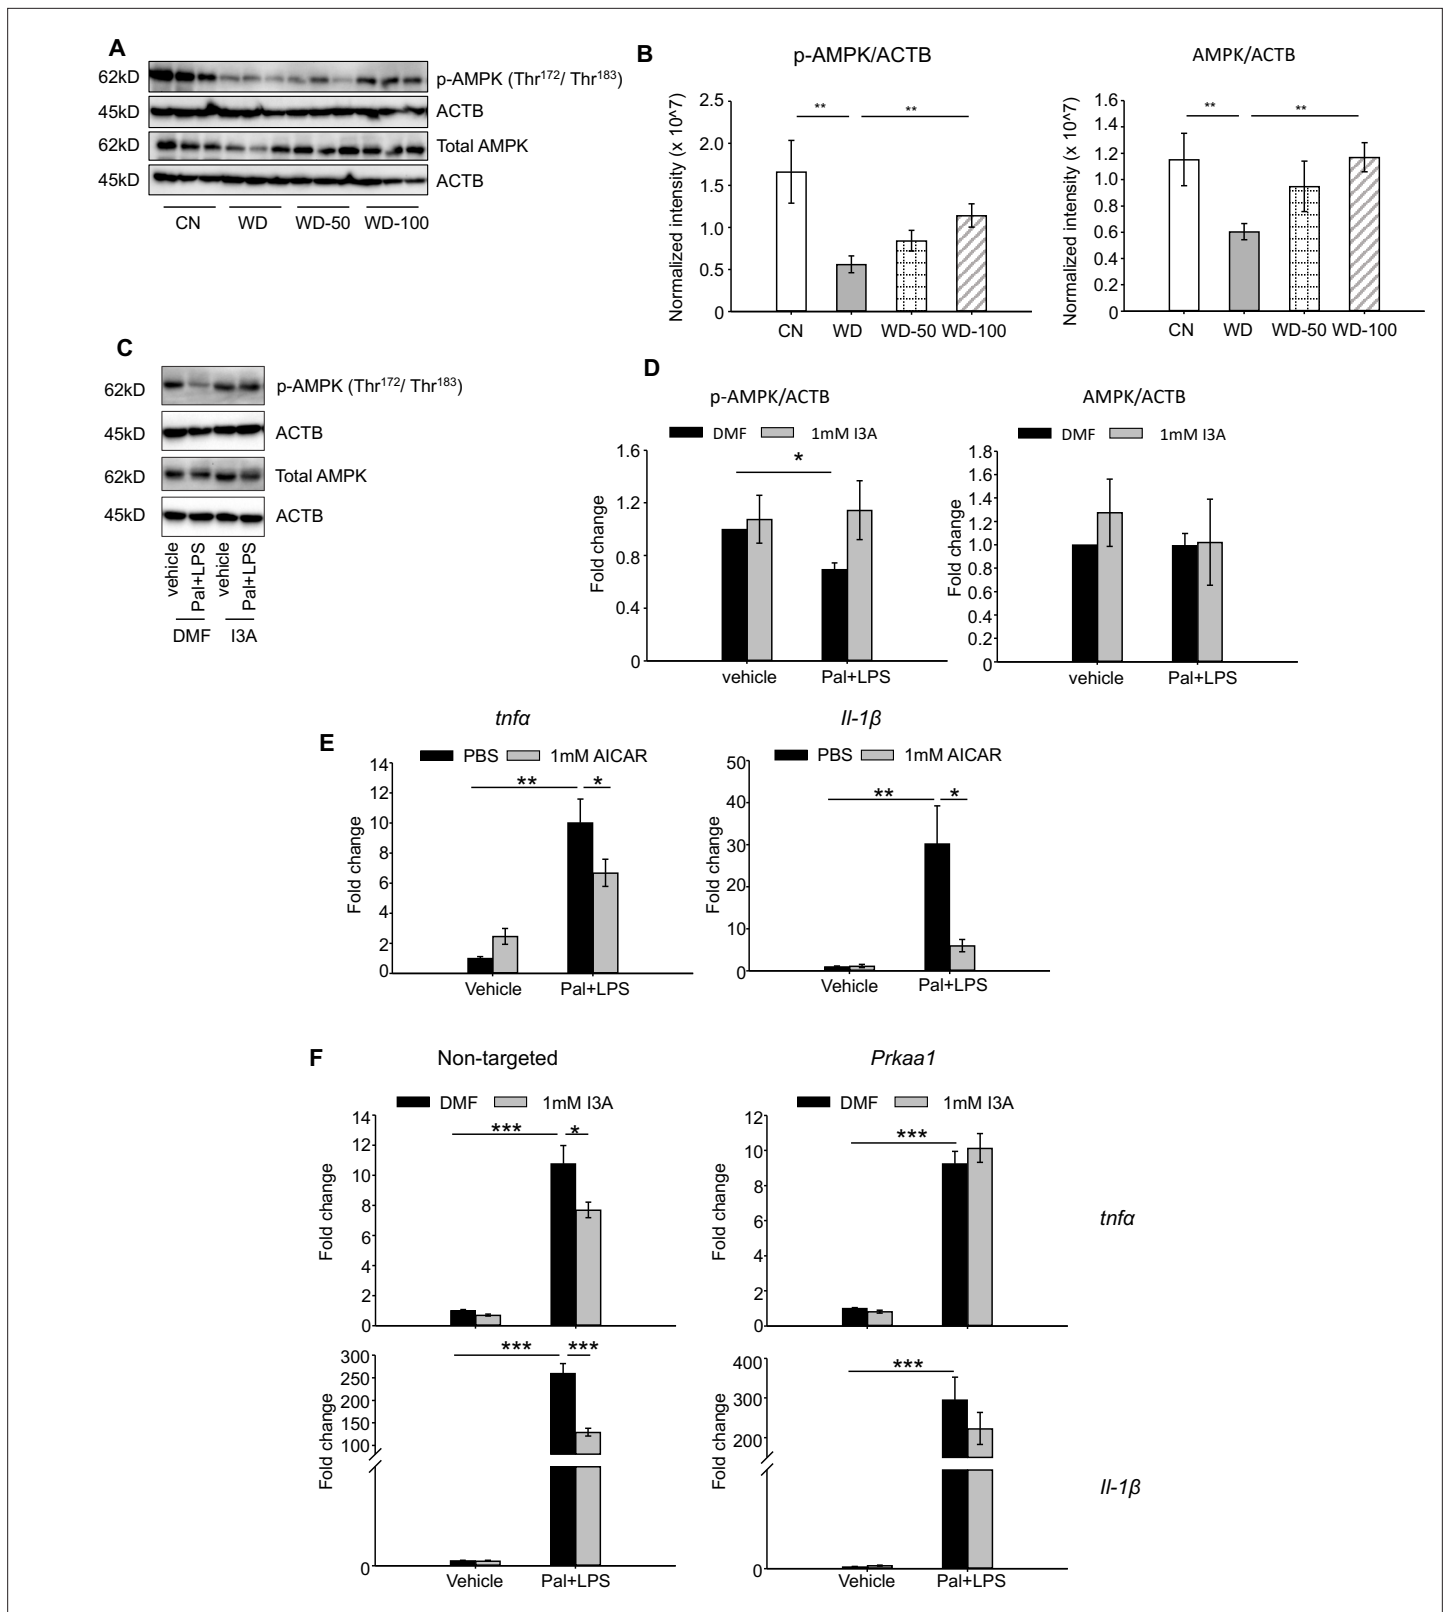 A
62kD
p-AMPK (Thr172/ Thr183)
45kD
ACTB
62kD
Total AMPK
45kD
ACTB
CN WD WD-50 WD-100
B
p-AMPK/ACTB
Normalized intensity (x 10^7)
2.5
2.0
1.5
1.0
0.5
0
** **
CN WD WD-50 WD-100
AMPK/ACTB
Normalized intensity (x 10^7)
1.6
1.4
1.2
1.0
0.8
0.6
0.4
0.2
0
** **
CN WD WD-50 WD-100
C
62kD
p-AMPK (Thr172/ Thr183)
45kD
ACTB
62kD
Total AMPK
45kD
ACTB
vehicle
Pal+LPS
vehicle
Pal+LPS
DMF I3A
D
p-AMPK/ACTB
DMF 1mM I3A
Fold change
1.6
1.2
0.8
0.4
0
*
vehicle Pal+LPS
AMPK/ACTB
DMF 1mM I3A
Fold change
1.8
1.6
1.4
1.2
1.0
0.8
0.6
0.4
0.2
0
vehicle Pal+LPS
E
tnfα
PBS 1mM AICAR
Fold change
14
12
10
8
6
4
2
0
** *
Vehicle Pal+LPS
Il-1β
PBS 1mM AICAR
Fold change
50
40
30
20
10
0
** *
Vehicle Pal+LPS
F
Non-targeted
DMF 1mM I3A
Fold change
14
12
10
8
6
4
2
0
*** *
Prkaa1
DMF 1mM I3A
Fold change
12
10
8
6
4
2
0
***
tnfα
Fold change
300
250
200
150
100
0
*** ***
Vehicle Pal+LPS
Fold change
400
300
200
0
***
Vehicle Pal+LPS
Il-1β